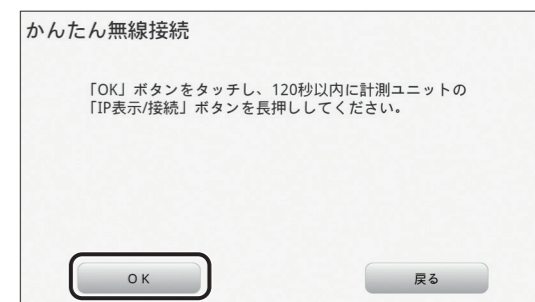 かんたん無線接続
「OK」ボタンをタッチし、120秒以内に計測ユニットの
「IP表示/接続」ボタンを長押ししてください。
OK
戻る